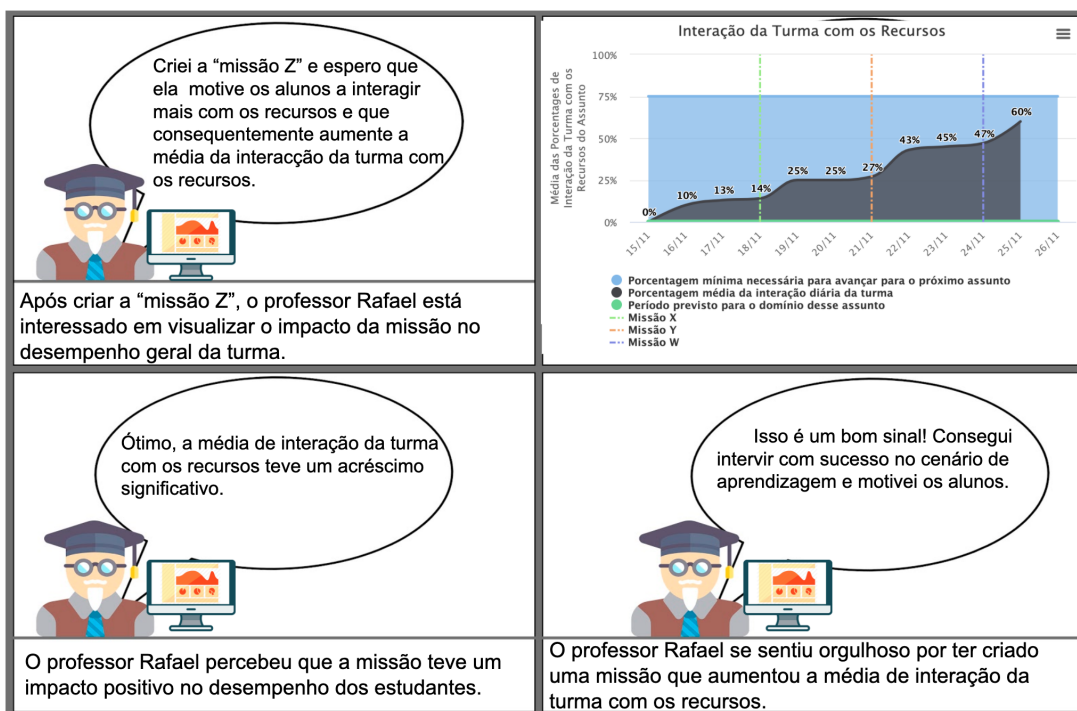 Criei a “missão Z” e espero que
ela motive os alunos a interagir
mais com os recursos e que
consequentemente aumente a
média da interacção da turma com
os recursos.
Após criar a “missão Z”, o professor Rafael está
interessado em visualizar o impacto da missão no
desempenho geral da turma.
Interação da Turma com os Recursos
Média das Porcentagens de
Interação da Turma com os
Recursos do Assunto
100%
75%
50%
25%
0%
0%
10%
13%
14%
25%
25%
27%
43%
45%
47%
60%
15/11
16/11
17/11
18/11
19/11
20/11
21/11
22/11
23/11
24/11
25/11
26/11
Porcentagem mínima necessária para avançar para o próximo assunto
Porcentagem média da interação diária da turma
Período previsto para o domínio desse assunto
Missão X
Missão Y
Missão W
Ótimo, a média de interação da turma
com os recursos teve um acréscimo
significativo.
O professor Rafael percebeu que a missão teve um
impacto positivo no desempenho dos estudantes.
Isso é um bom sinal! Consegui
intervir com sucesso no cenário de
aprendizagem e motivei os alunos.
O professor Rafael se sentiu orgulhoso por ter criado
uma missão que aumentou a média de interação da
turma com os recursos.